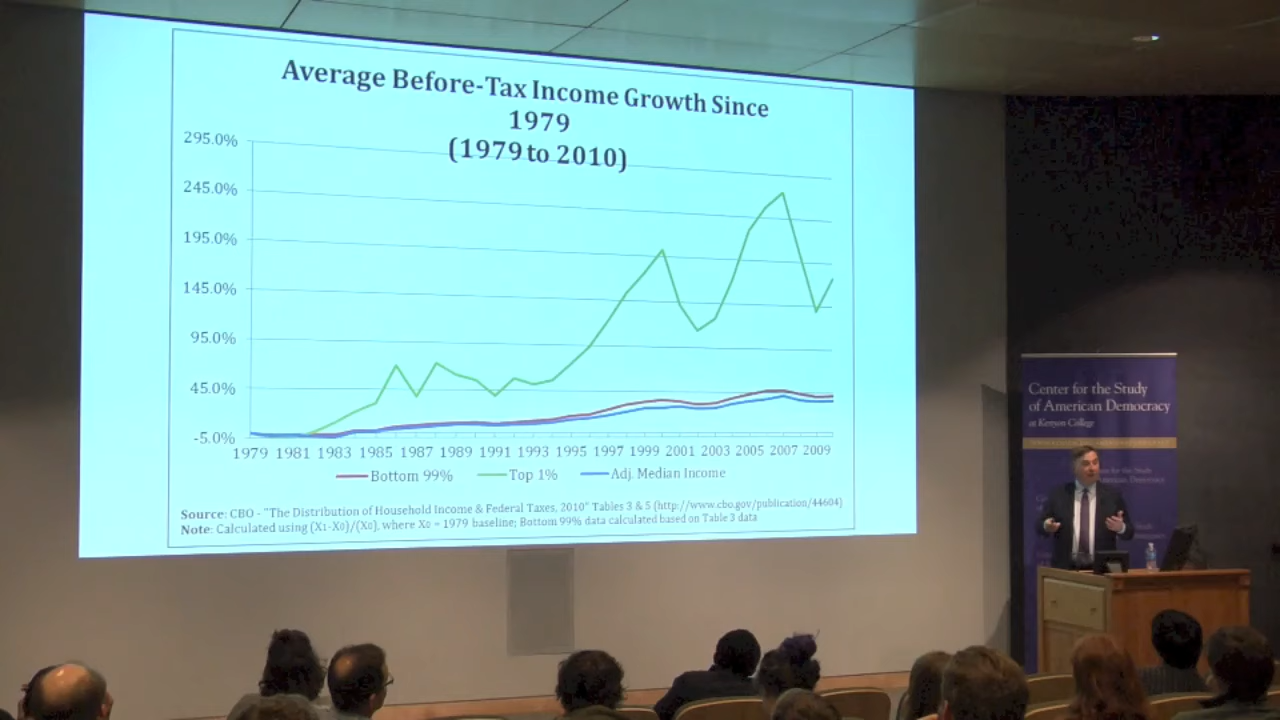 Average Before-Tax Income Growth Since
1979
(1979 to 2010)
295.0%
245.0%
195.0%
145.0%
95.0%
45.0%
-5.0%
1979 1981 1983 1985 1987 1989 1991 1993 1995 1997 1999 2001 2003 2005 2007 2009
Bottom 99% Top 1% Adj. Median Income
Source: CBO - "The Distribution of Household Income & Federal Taxes, 2010" Tables 3 & 5 (http://www.cbo.gov/publication/44604)
Note: Calculated using (X1-X0)/(X0), where X0 = 1979 baseline; Bottom 99% data calculated based on Table 3 data
Center for the Study
of American Democracy
at Kenyon College